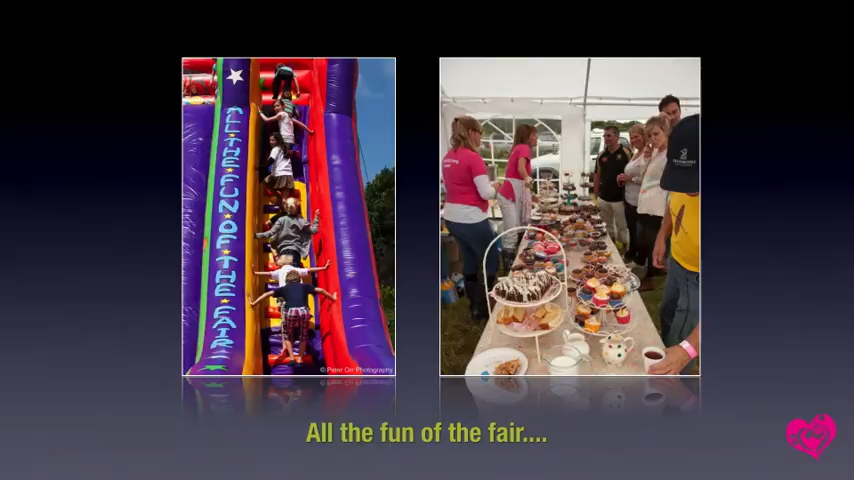 ALL★THE★FUN★OF★THE★FAIR
© Peter Orr Photography
All the fun of the fair....